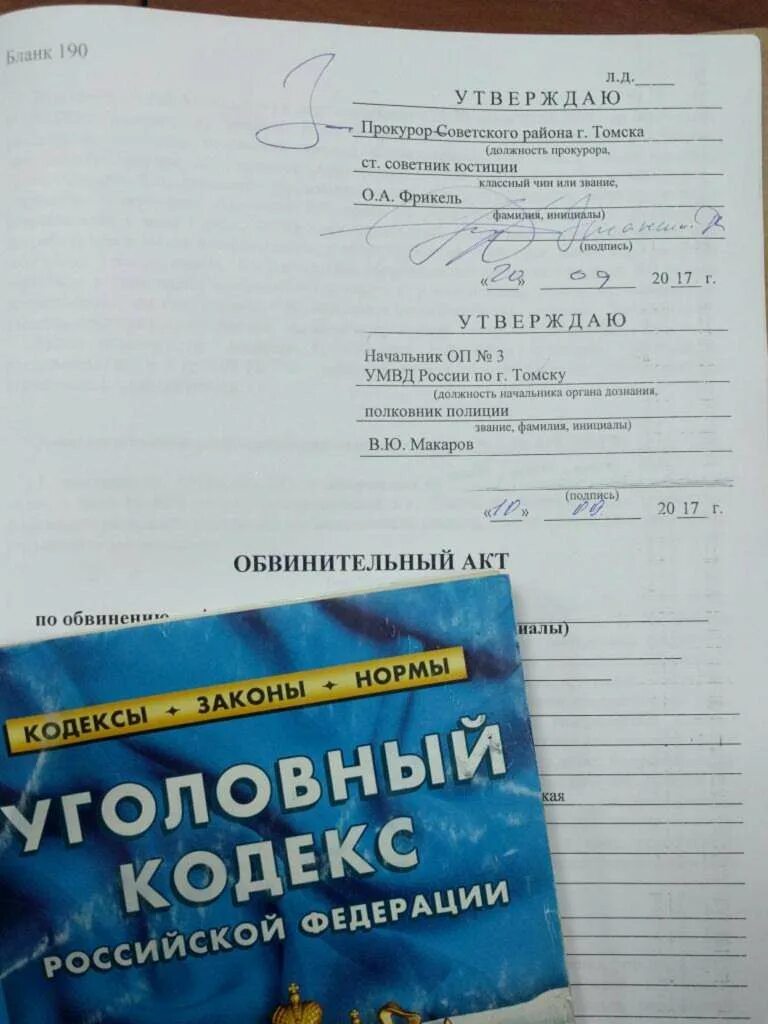 Бланк 190
л.д.
УТВЕРЖДАЮ
Прокурор Советского района г. Томска
(должность прокурора,
ст. советник юстиции
классный чин или звание,
О.А. Фрикель
фамилия, инициалы)
(подпись)
«20» 09 2017 г.
УТВЕРЖДАЮ
Начальник ОП № 3
УМВД России по г. Томску
(должность начальника органа дознания,
полковник полиции
звание, фамилия, инициалы)
В.Ю. Макаров
(подпись)
«10» 09 2017 г.
ОБВИНИТЕЛЬНЫЙ АКТ
по обвинению
иалы)
кая
КОДЕКСЫ + ЗАКОНЫ + НОРМЫ
УГОЛОВНЫЙ
КОДЕКС
РОССИЙСКОЙ ФЕДЕРАЦИИ